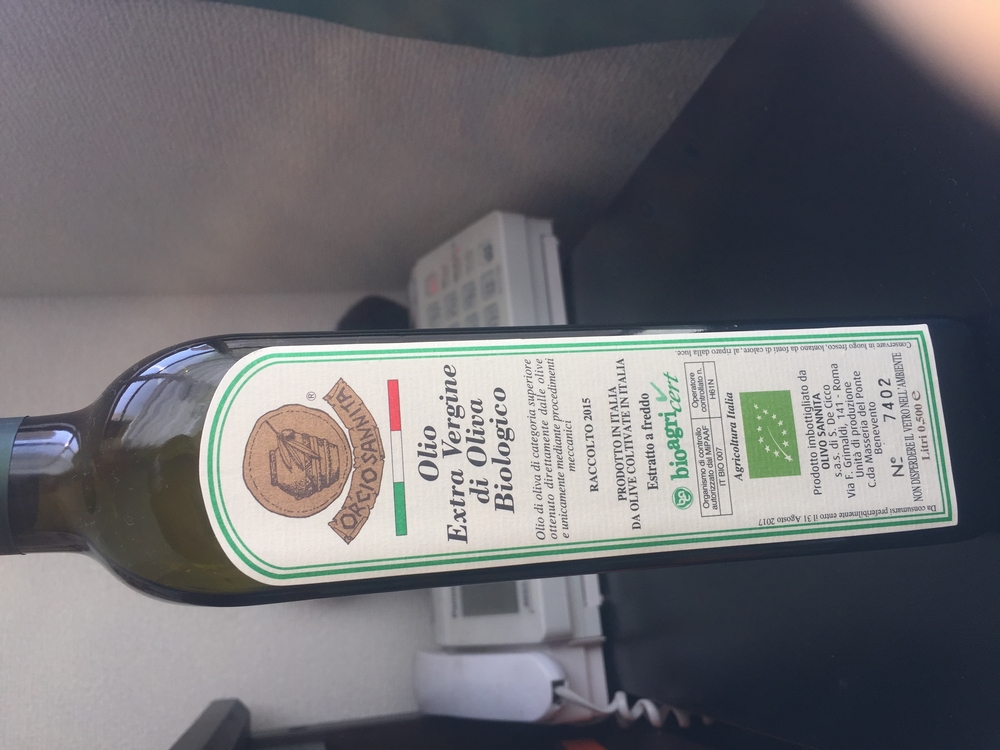 ORCIOSANNITA
®
Olio
Extra Vergine
di Oliva
Biologico
Olio di oliva di categoria superiore
ottenuto direttamente dalle olive
e unicamente mediante procedimenti
meccanici
RACCOLTO 2015
PRODOTTO IN ITALIA
DA OLIVE COLTIVATE IN ITALIA
Estratto a freddo
bioagricert
Organismo di controllo
autorizzato dal MIPAAF
IT BIO 007
Operatore
controllato n.
H61N
Agricoltura Italia
Prodotto imbottigliato da
OLIVO SANNITA
s.a.s. di S. De Cicco
Via F. Grimaldi, 141 - Roma
Unità di produzione
C.da Masseria del Ponte
Benevento
N° 7402
NON DISPERDERE IL VETRO NELL'AMBIENTE
Litri 0,500 e
Da consumarsi preferibilmente entro il 31 Agosto 2017
Conservare in luogo fresco, lontano da fonti di calore, al riparo dalla luce.